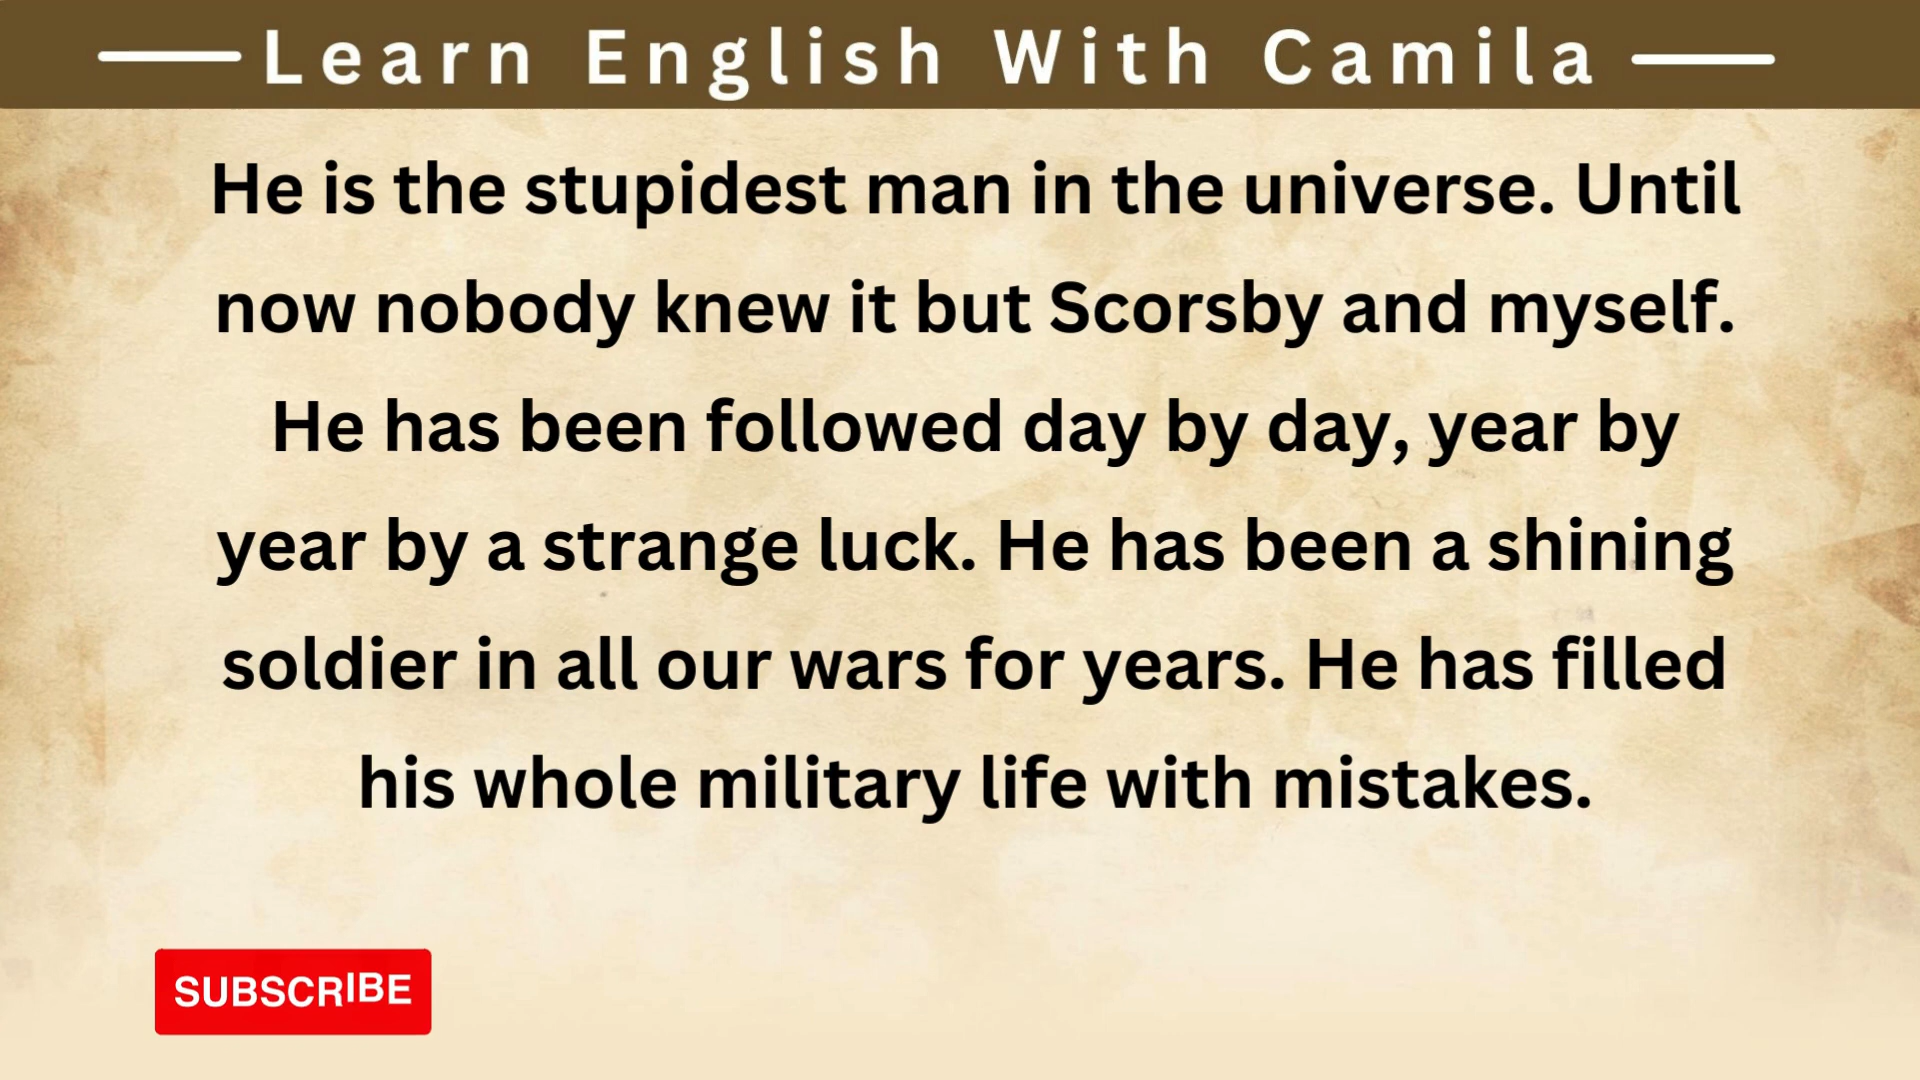 Learn English With Camila
He is the stupidest man in the universe. Until
now nobody knew it but Scorsby and myself.
He has been followed day by day, year by
year by a strange luck. He has been a shining
soldier in all our wars for years. He has filled
his whole military life with mistakes.
SUBSCRIBE